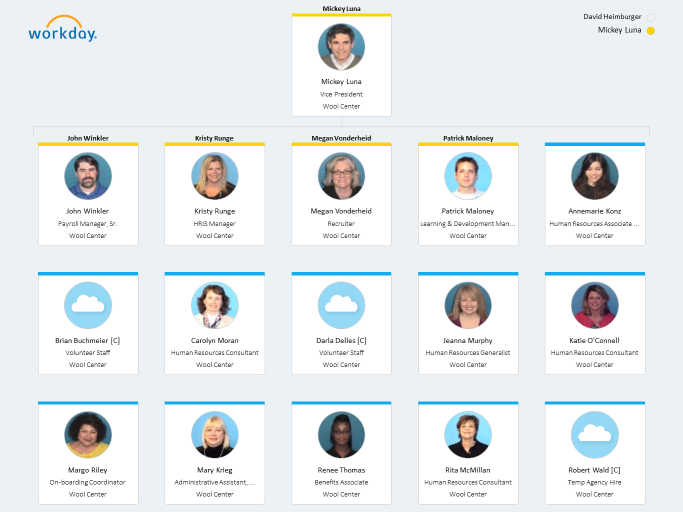 Mickey Luna
workday.
David Heimburger
Mickey Luna
Mickey Luna
Vice President
Wool Center
John Winkler
Kristy Runge
Megan Vonderheid
Patrick Maloney
John Winkler
Payroll Manager, Sr.
Wool Center
Kristy Runge
HRIS Manager
Wool Center
Megan Vonderheid
Recruiter
Wool Center
Patrick Maloney
Learning & Development Man...
Wool Center
Annemarie Konz
Human Resources Associate ...
Wool Center
Brian Buchmeier [C]
Volunteer Staff
Wool Center
Carolyn Moran
Human Resources Consultant
Wool Center
Darla Delles [C]
Volunteer Staff
Wool Center
Jeanna Murphy
Human Resources Generalist
Wool Center
Katie O'Connell
Human Resources Consultant
Wool Center
Margo Riley
On-boarding Coordinator
Wool Center
Mary Krieg
Administrative Assistant, ...
Wool Center
Renee Thomas
Benefits Associate
Wool Center
Rita McMillan
Human Resources Consultant
Wool Center
Robert Wald [C]
Temp Agency Hire
Wool Center